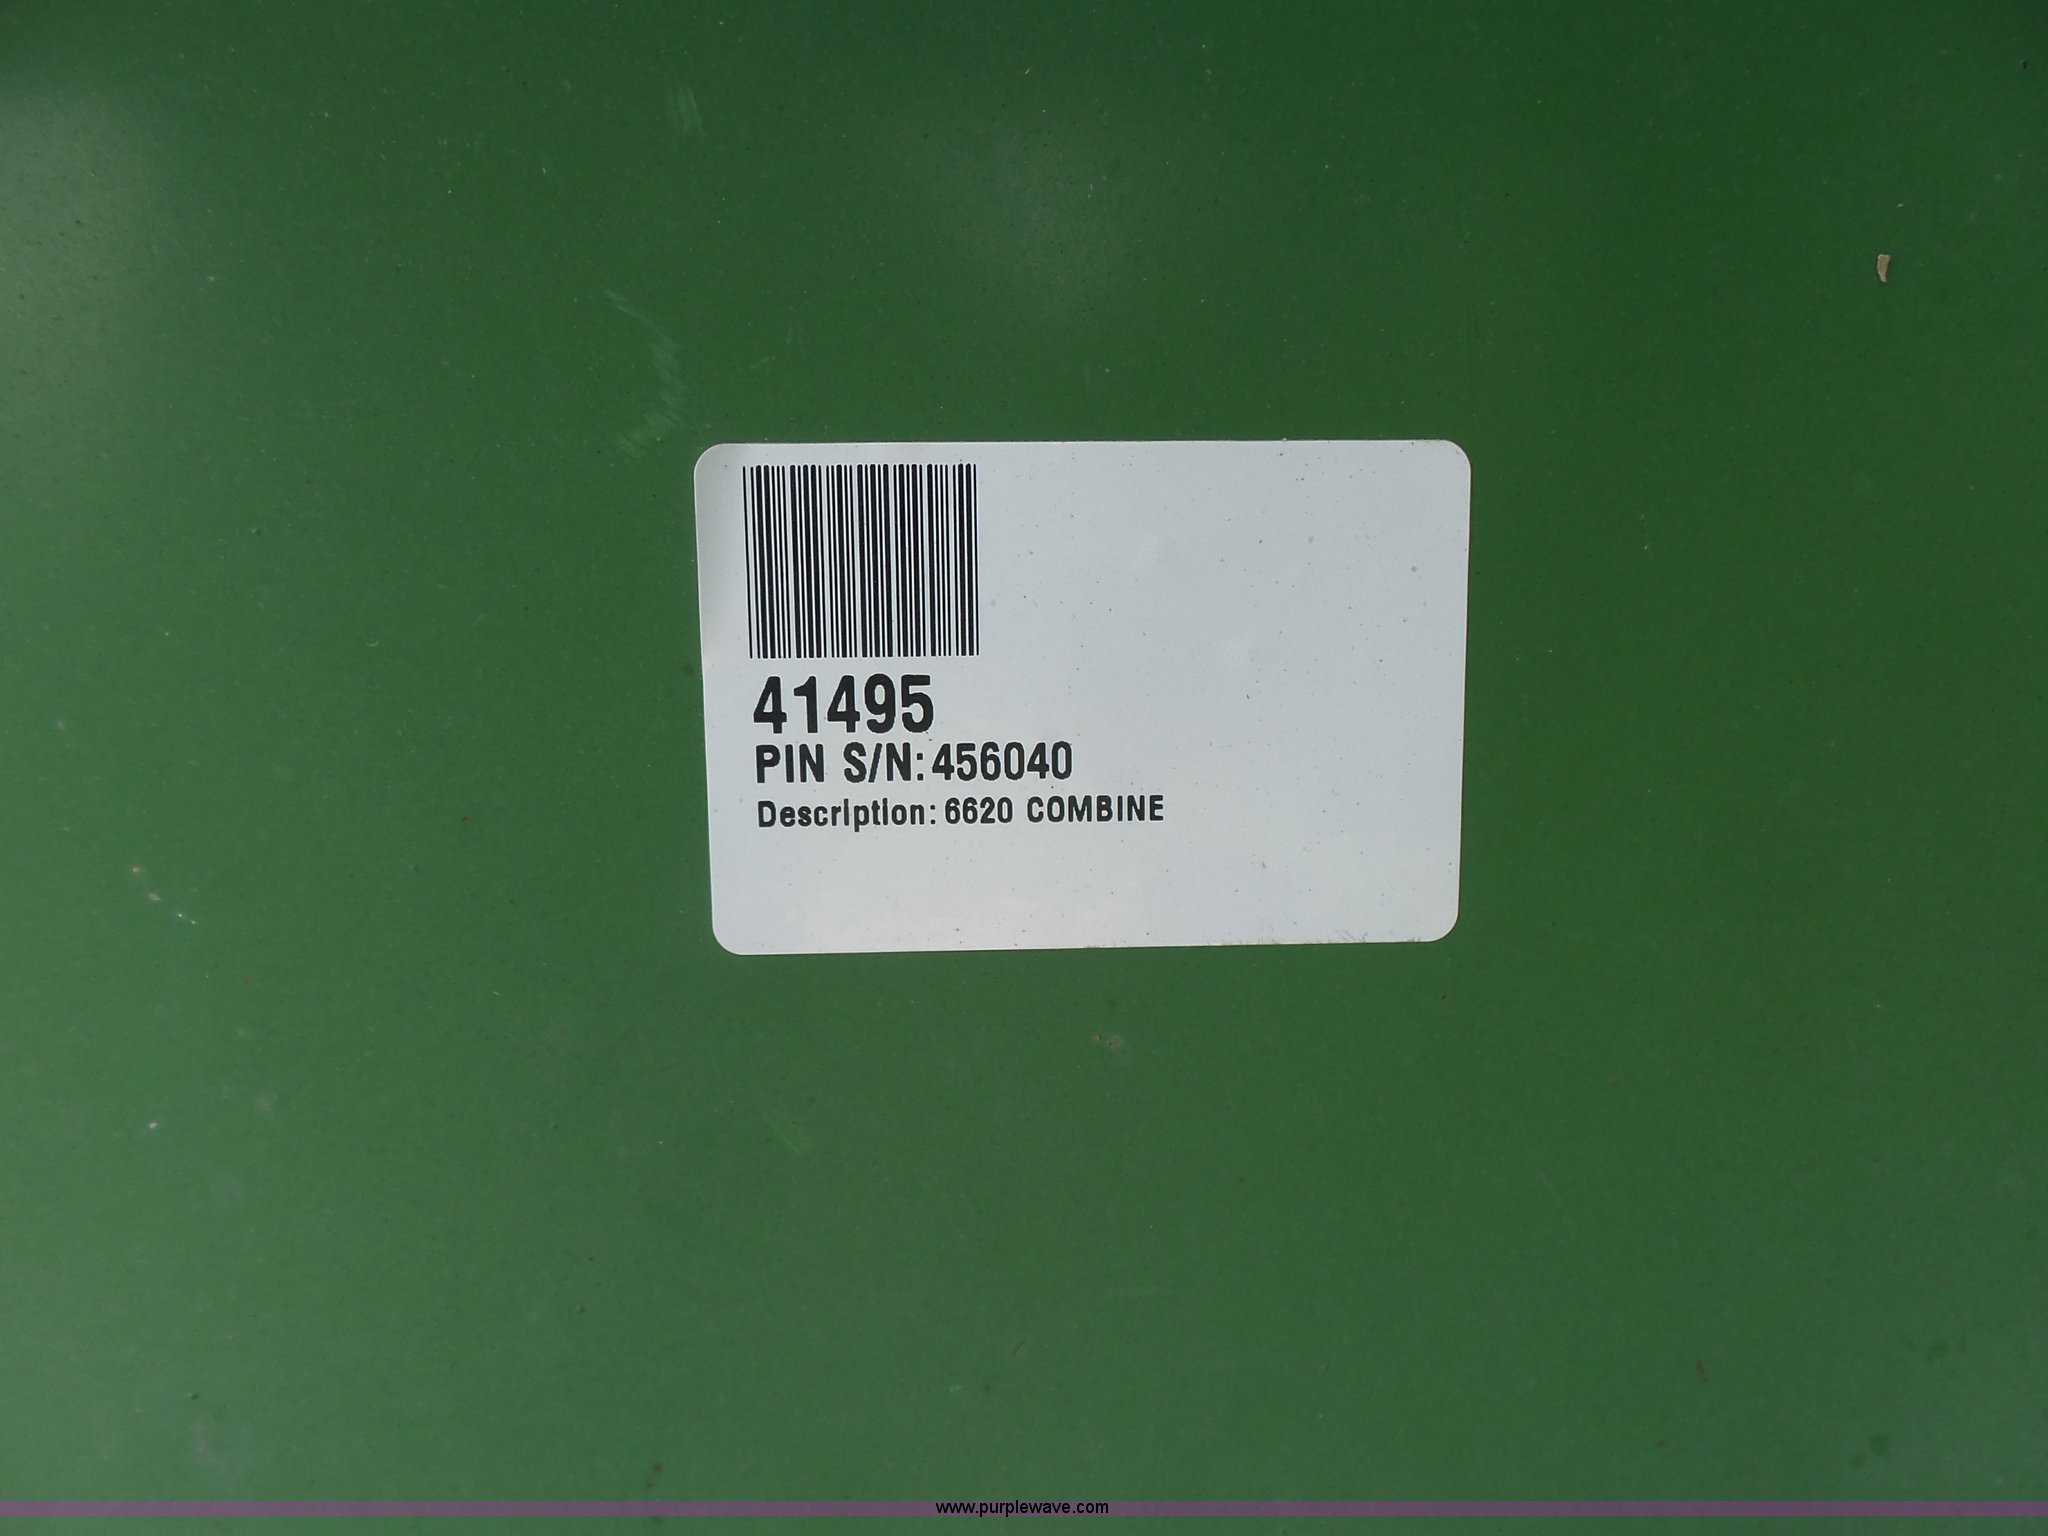 41495
PIN S/N: 456040
Description: 6620 COMBINE
www.purplewave.com